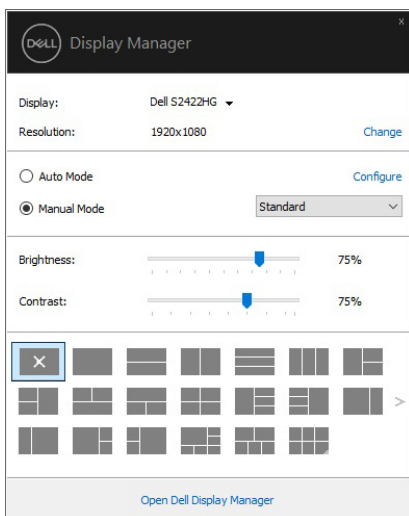 x
DELL Display Manager
Display: Dell S2422HG
Resolution: 1920x1080 Change
Auto Mode Configure
Manual Mode Standard
Brightness: 75%
Contrast: 75%
Open Dell Display Manager